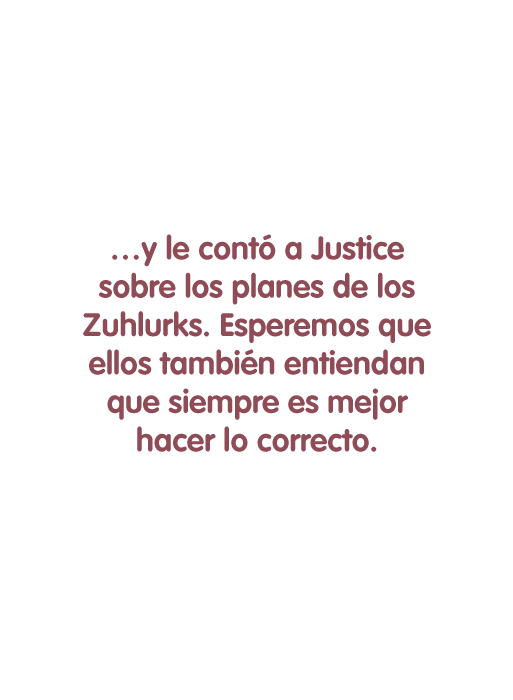 …y le contó a Justice
sobre los planes de los
Zuhlurks. Esperemos que
ellos también entiendan
que siempre es mejor
hacer lo correcto.